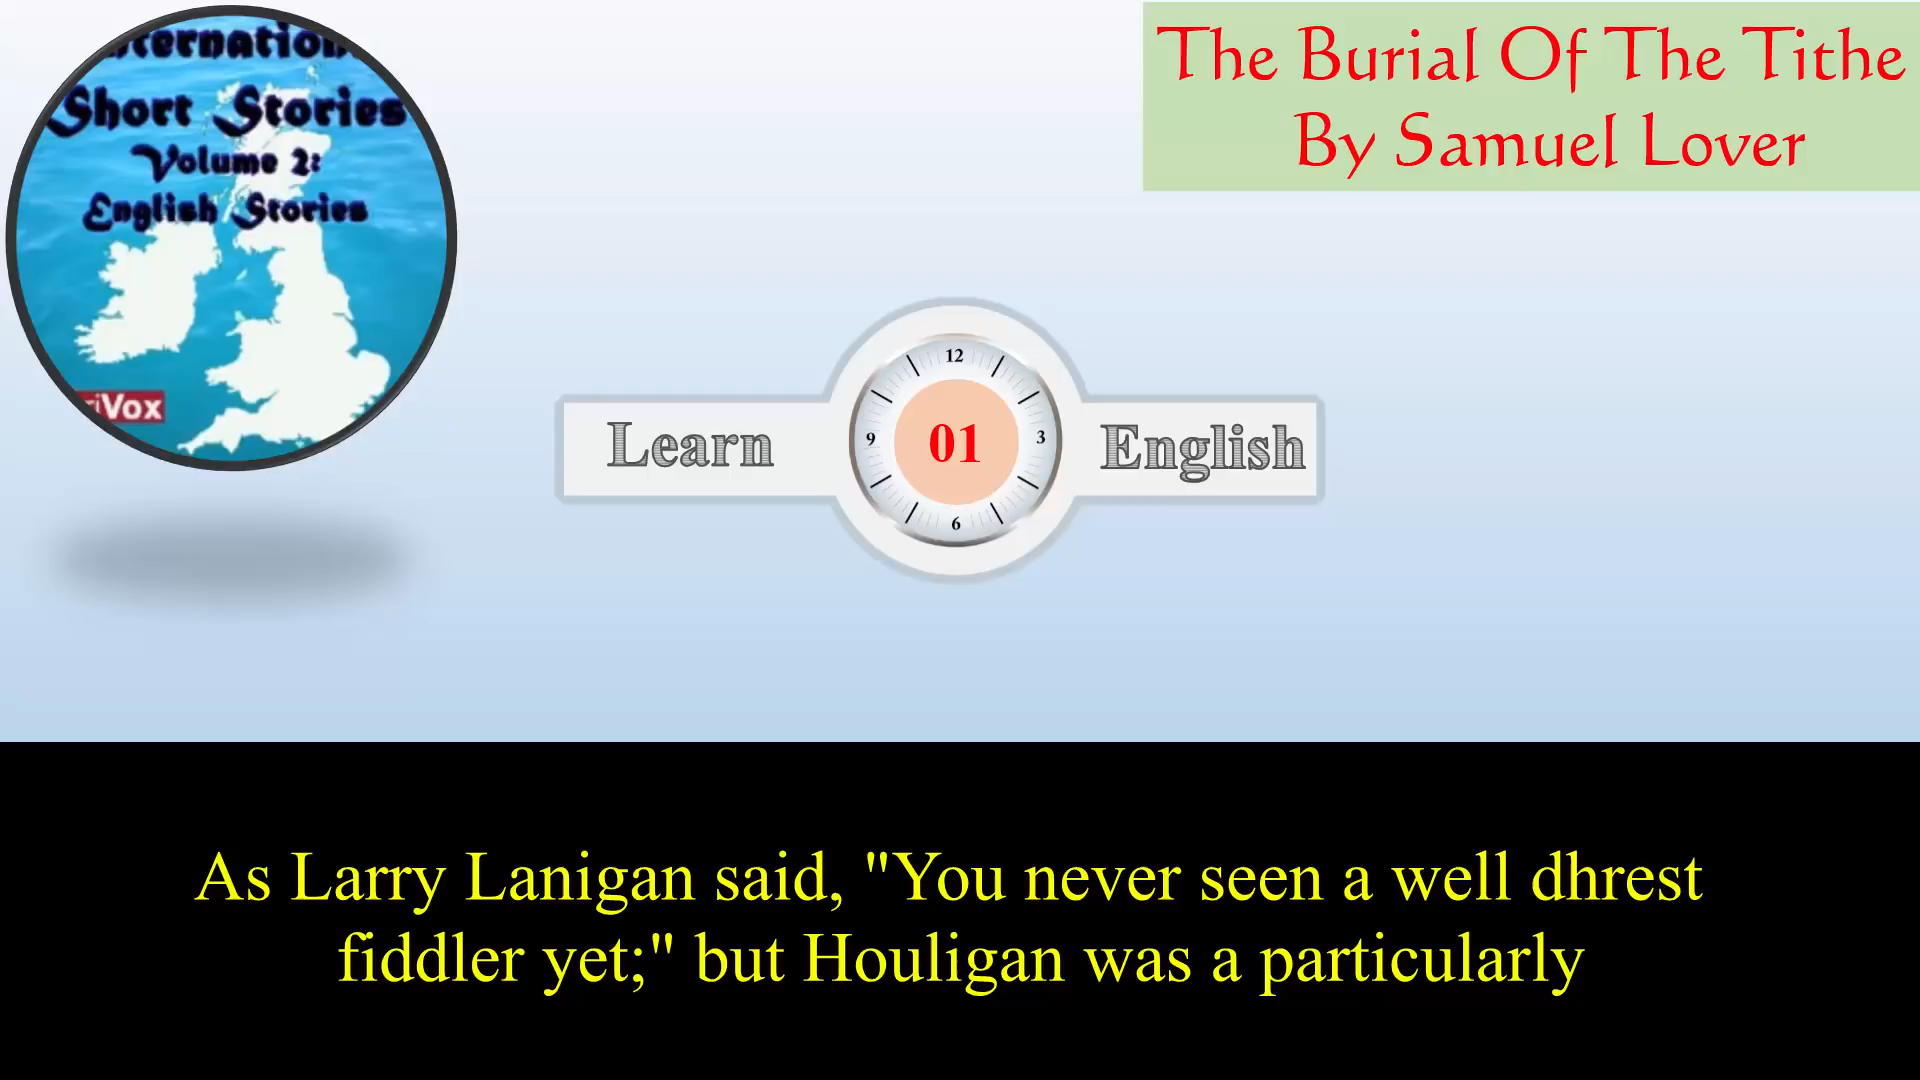 Short Stories
Volume 2:
English Stories
The Burial Of The Tithe
By Samuel Lover
12
9
3
6
Learn
01
English
As Larry Lanigan said, "You never seen a well dhrest
fiddler yet;" but Houligan was a particularly